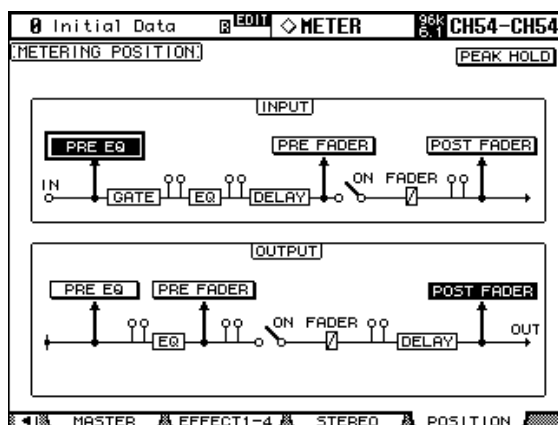 0 Initial Data R EDIT ◇METER 96k 6.1 CH54-CH54
METERING POSITION
PEAK HOLD
INPUT
PRE EQ PRE FADER POST FADER
IN GATE EQ DELAY ON FADER
OUTPUT
PRE EQ PRE FADER POST FADER
EQ ON FADER DELAY OUT
MASTER EFFECT1-4 STEREO POSITION